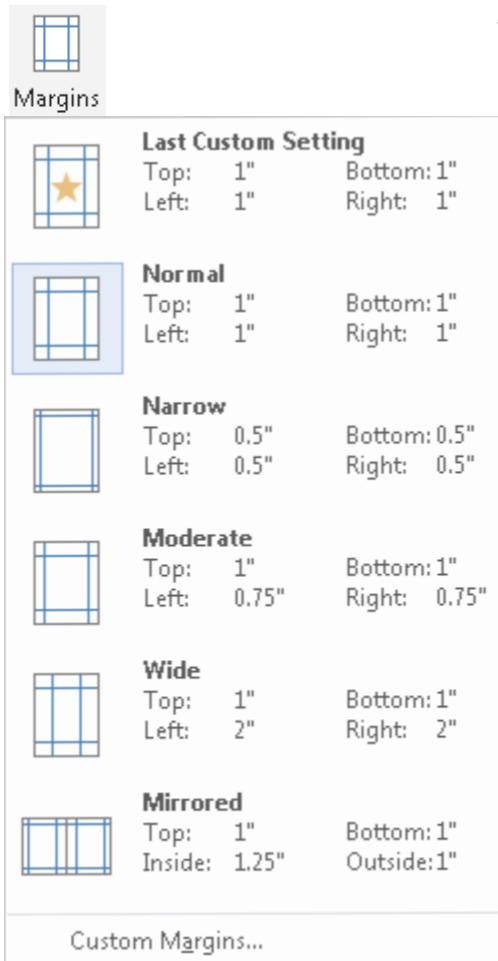 Margins
Last Custom Setting
Top: 1" Bottom: 1"
Left: 1" Right: 1"
Normal
Top: 1" Bottom: 1"
Left: 1" Right: 1"
Narrow
Top: 0.5" Bottom: 0.5"
Left: 0.5" Right: 0.5"
Moderate
Top: 1" Bottom: 1"
Left: 0.75" Right: 0.75"
Wide
Top: 1" Bottom: 1"
Left: 2" Right: 2"
Mirrored
Top: 1" Bottom: 1"
Inside: 1.25" Outside: 1"
Custom Margins...